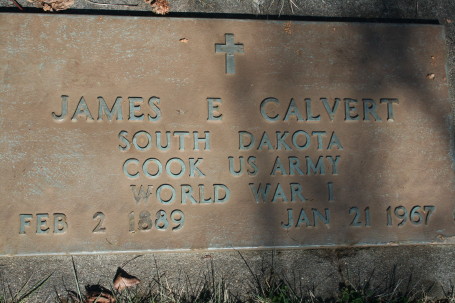 JAMES E CALVERT
SOUTH DAKOTA
COOK US ARMY
WORLD WAR I
FEB 2 1889 JAN 21 1967